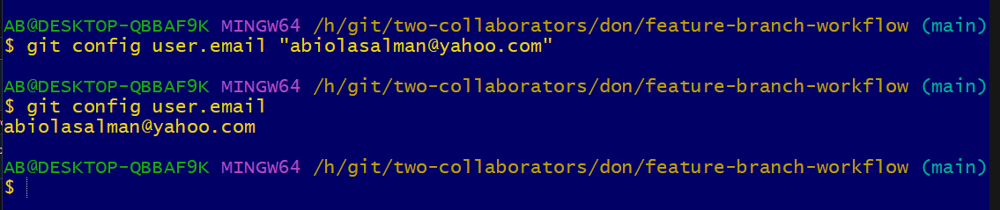 AB@DESKTOP-QBBAF9K MINGW64 /h/git/two-collaborators/don/feature-branch-workflow (main)
$ git config user.email "abiolasalman@yahoo.com"
AB@DESKTOP-QBBAF9K MINGW64 /h/git/two-collaborators/don/feature-branch-workflow (main)
$ git config user.email
abiolasalman@yahoo.com
AB@DESKTOP-QBBAF9K MINGW64 /h/git/two-collaborators/don/feature-branch-workflow (main)
$